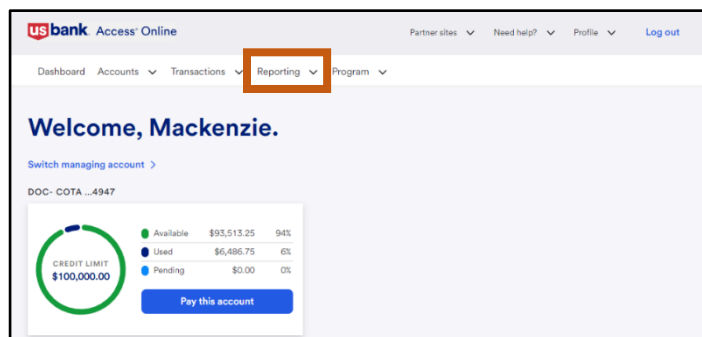 usbank. Access® Online
Partner sites Need help? Profile Log out
Dashboard Accounts Transactions Reporting Program
Welcome, Mackenzie.
Switch managing account >
DOC- COTA ...4947
CREDIT LIMIT
$100,000.00
Available $93,513.25 94%
Used $6,486.75 6%
Pending $0.00 0%
Pay this account